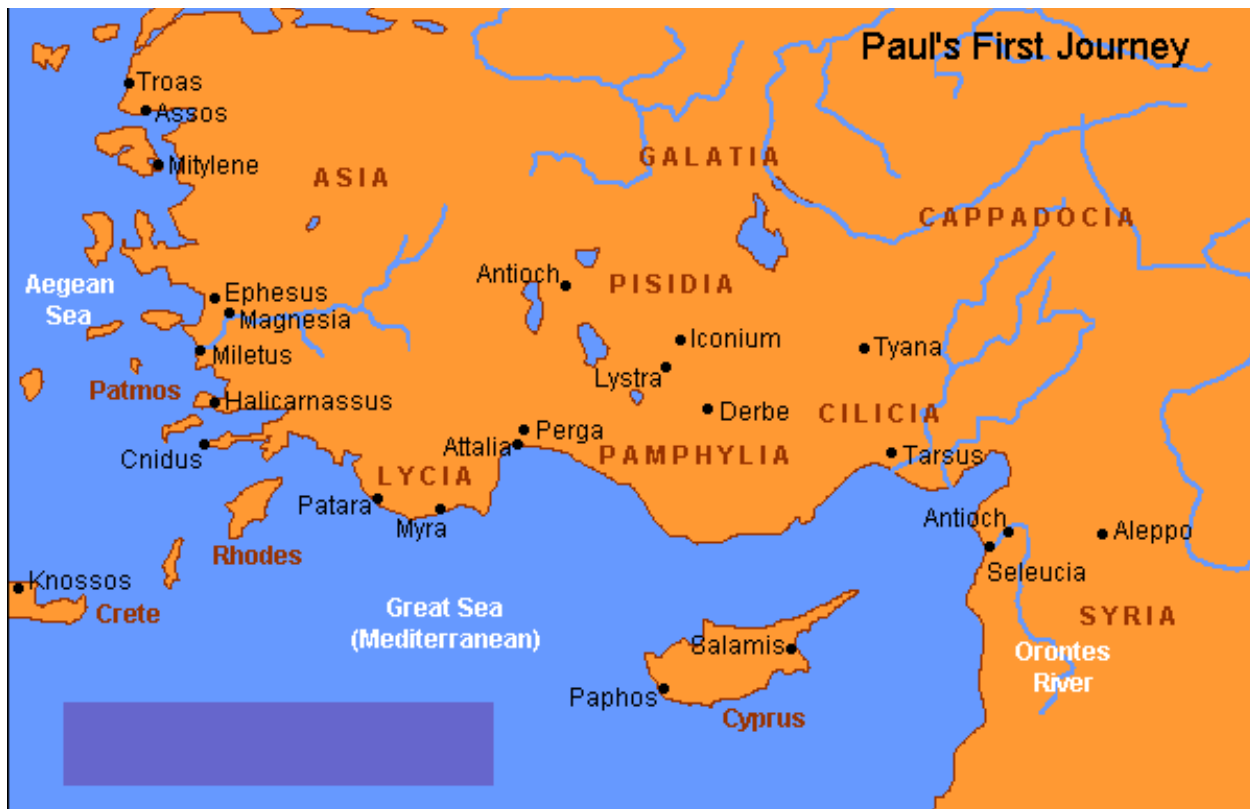 Paul's First Journey
Troas
Assos
Mitylene
ASIA
GALATIA
CAPPADOCIA
Antioch
PISIDIA
Aegean
Sea
Ephesus
Magnesia
Miletus
Iconium
Tyana
Lystra
Patmos
Halicarnassus
Derbe
CILICIA
Perga
Attalia
Cnidus
PAMPHYLIA
Tarsus
LYCIA
Patara
Myra
Antioch
Aleppo
Rhodes
Seleucia
Knossos
Crete
Great Sea
(Mediterranean)
SYRIA
Salamis
Orontes
River
Paphos
Cyprus